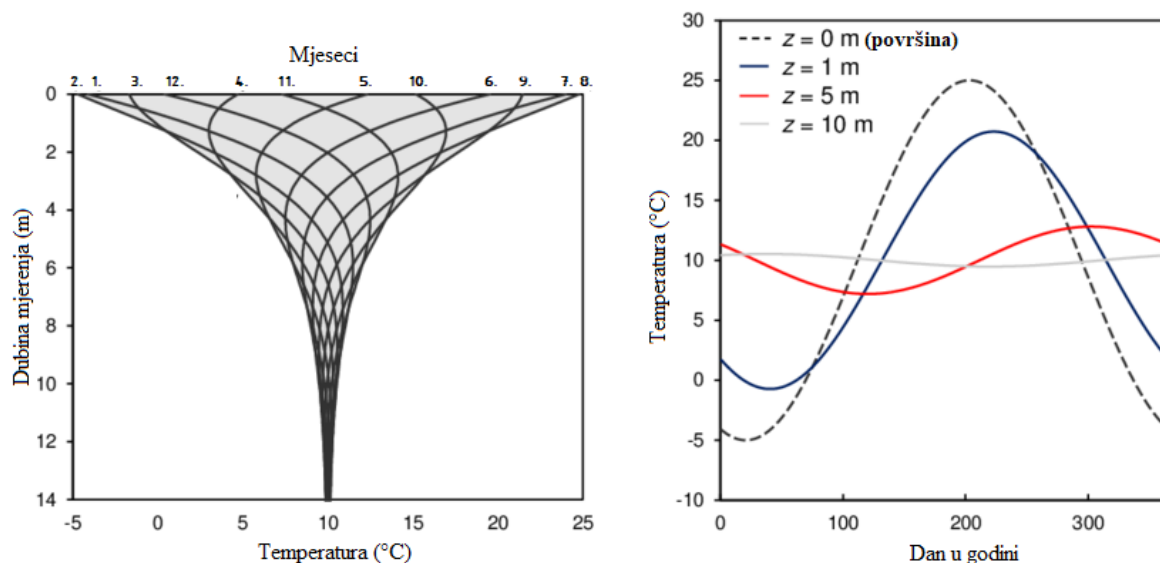 Mjeseci
2. 1. 3. 12. 4. 11. 5. 10. 6. 9. 7. 8.
0
2
4
6
8
10
12
14
Dubina mjerenja (m)
-5 0 5 10 15 20 25
Temperatura (°C)
30
25
20
15
10
5
0
-5
-10
Temperatura (°C)
z = 0 m (površina)
z = 1 m
z = 5 m
z = 10 m
0 100 200 300
Dan u godini